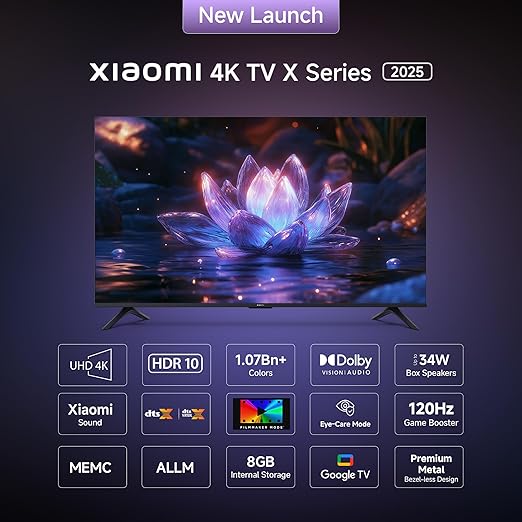 New Launch
xiaomi 4K TV X Series 2025
UHD 4K
HDR 10
1.07Bn+
Colors
Dolby
VISION | AUDIO
Up to 34W
Box Speakers
Xiaomi
Sound
dts X | dts VIRTUAL:X
FILMMAKER MODE
Eye-Care Mode
120Hz
Game Booster
MEMC
ALLM
8GB
Internal Storage
Google TV
Premium
Metal
Bezel-less Design